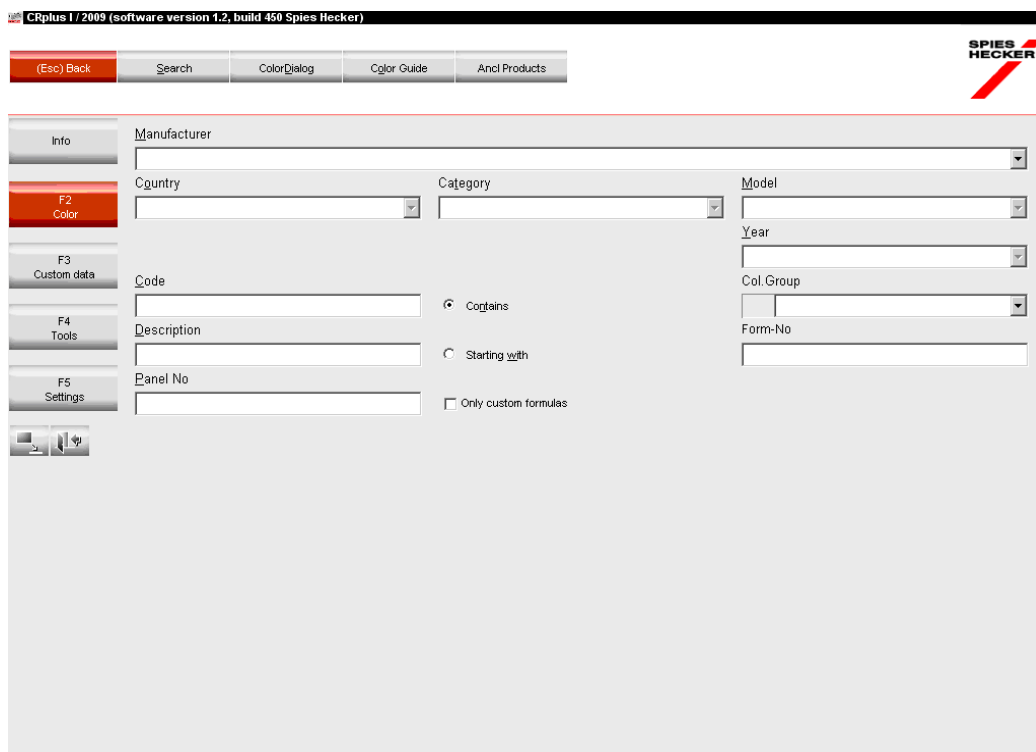 CRplus I / 2009 (software version 1.2, build 450 Spies Hecker)
SPIES
HECKER
(Esc) Back
Search
ColorDialog
Color Guide
Ancl Products
Info
Manufacturer
Country
Category
Model
F2
Color
Year
F3
Custom data
Code
Col.Group
Contains
F4
Tools
Description
Form-No
Starting with
F5
Settings
Panel No
Only custom formulas